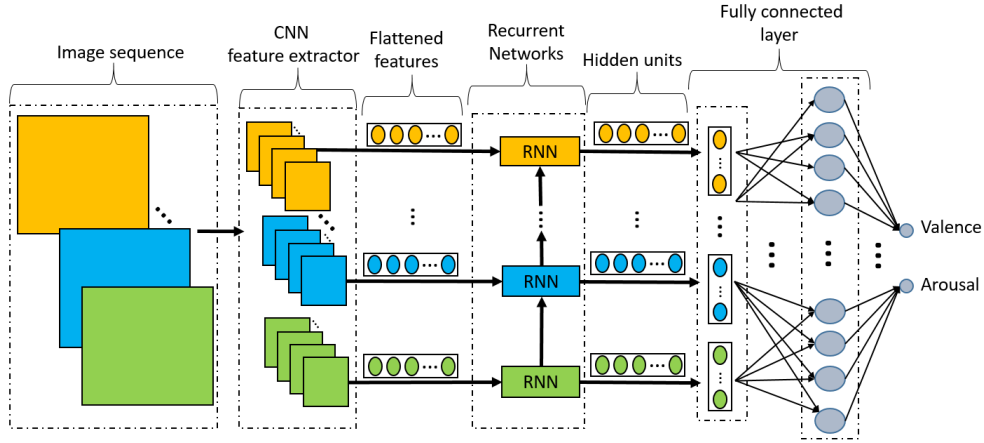 Image sequence
CNN
feature extractor
Flattened
features
Recurrent
Networks
Hidden units
Fully connected
layer
RNN
RNN
RNN
Valence
Arousal